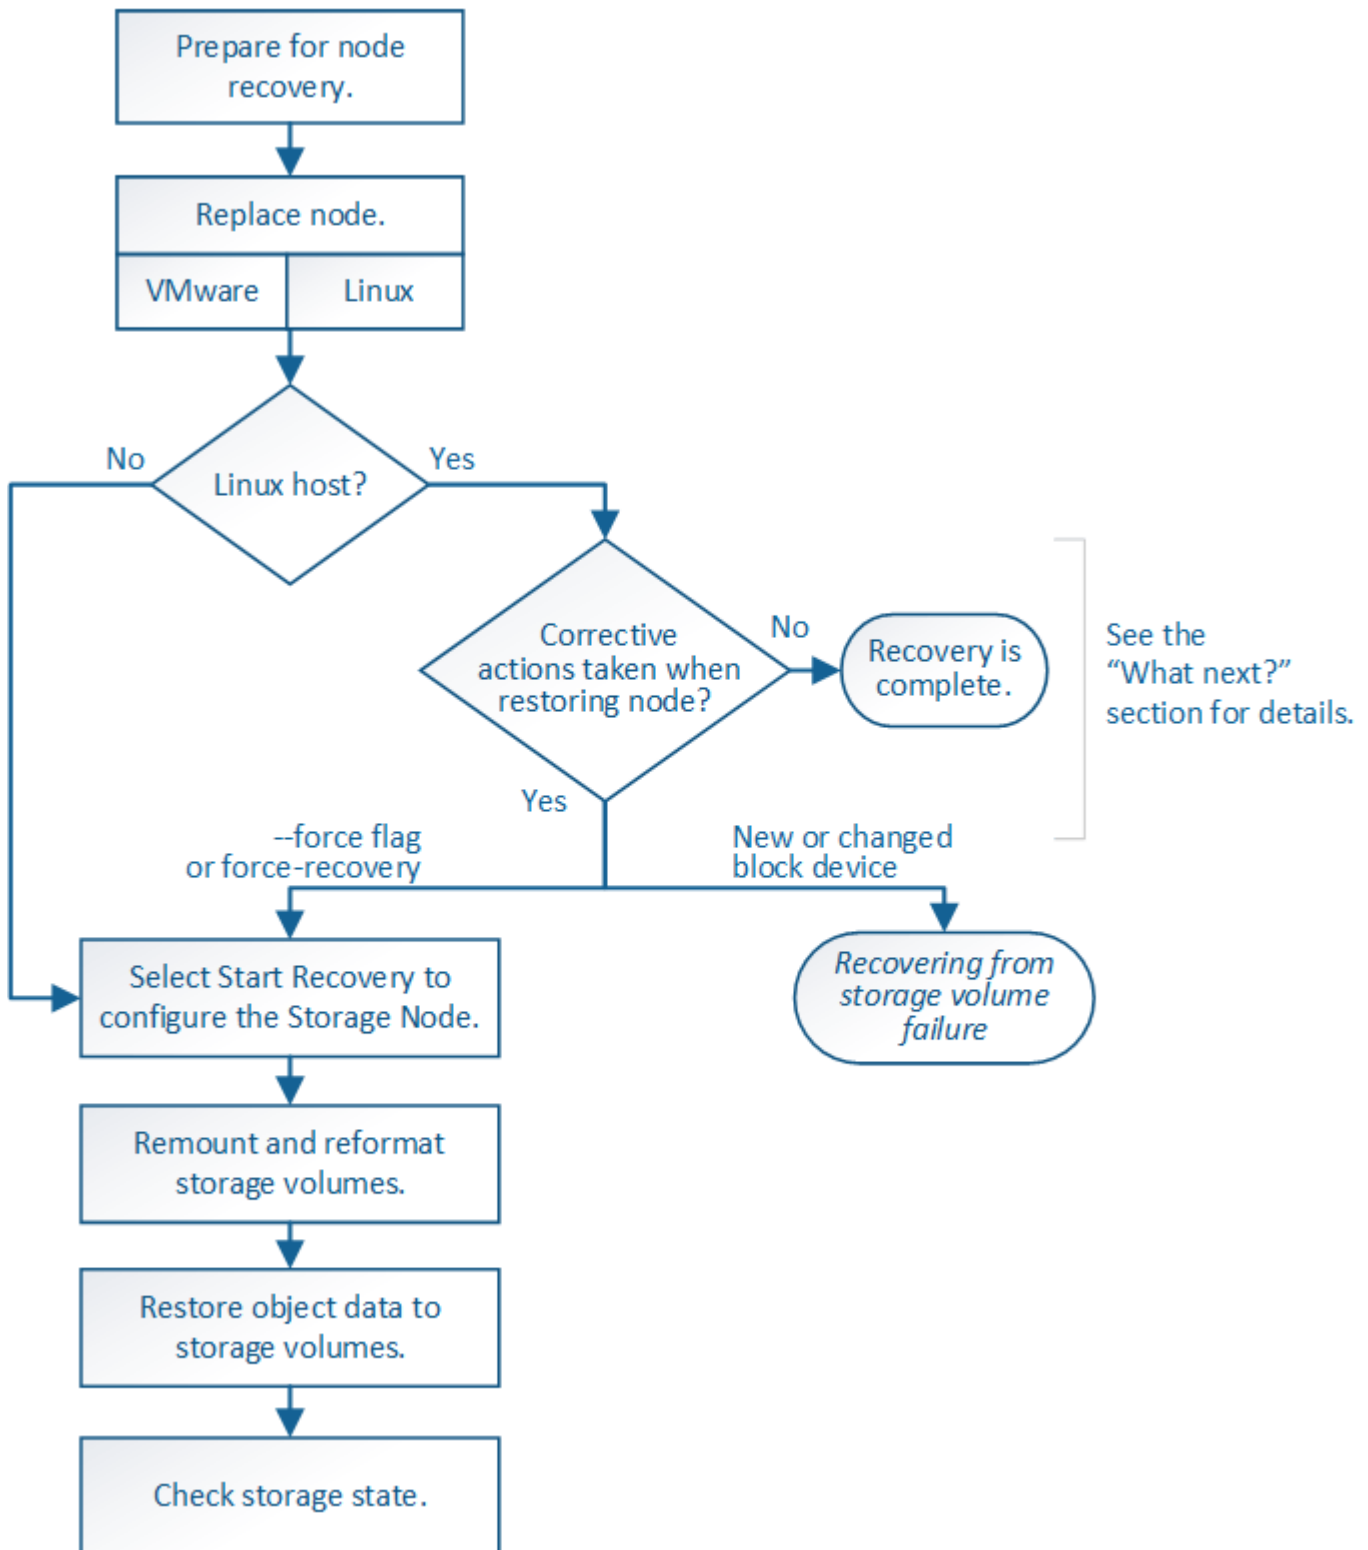 Prepare for node
recovery.
Replace node.
VMware
Linux
No
Yes
Linux host?
Corrective
actions taken when
restoring node?
No
Recovery is
complete.
See the
“What next?”
section for details.
Yes
--force flag
or force-recovery
New or changed
block device
Select Start Recovery to
configure the Storage Node.
Recovering from
storage volume
failure
Remount and reformat
storage volumes.
Restore object data to
storage volumes.
Check storage state.